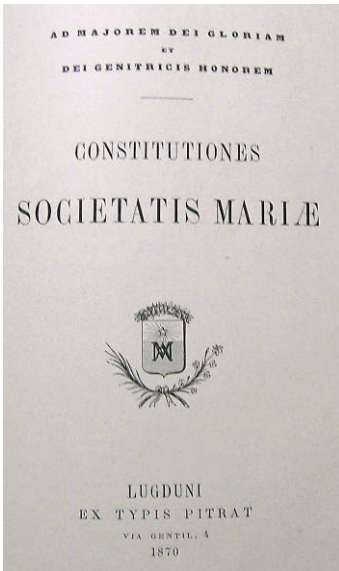 AD MAJOREM DEI GLORIAM
ET
DEI GENITRICIS HONOREM
CONSTITUTIONES
SOCIETATIS MARIÆ
LUGDUNI
EX TYPIS PITRAT
VIA GENTIL, 4
1870